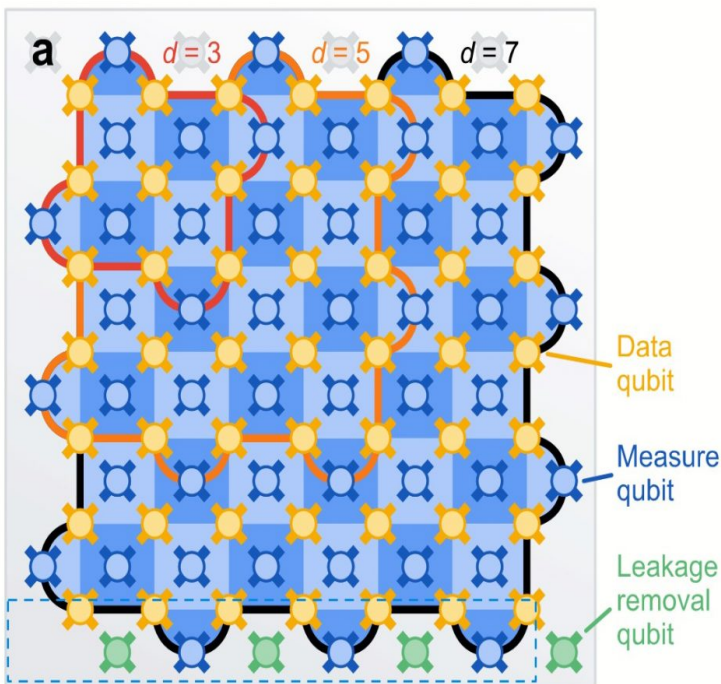 a
d = 3
d = 5
d = 7
Data
qubit
Measure
qubit
Leakage
removal
qubit